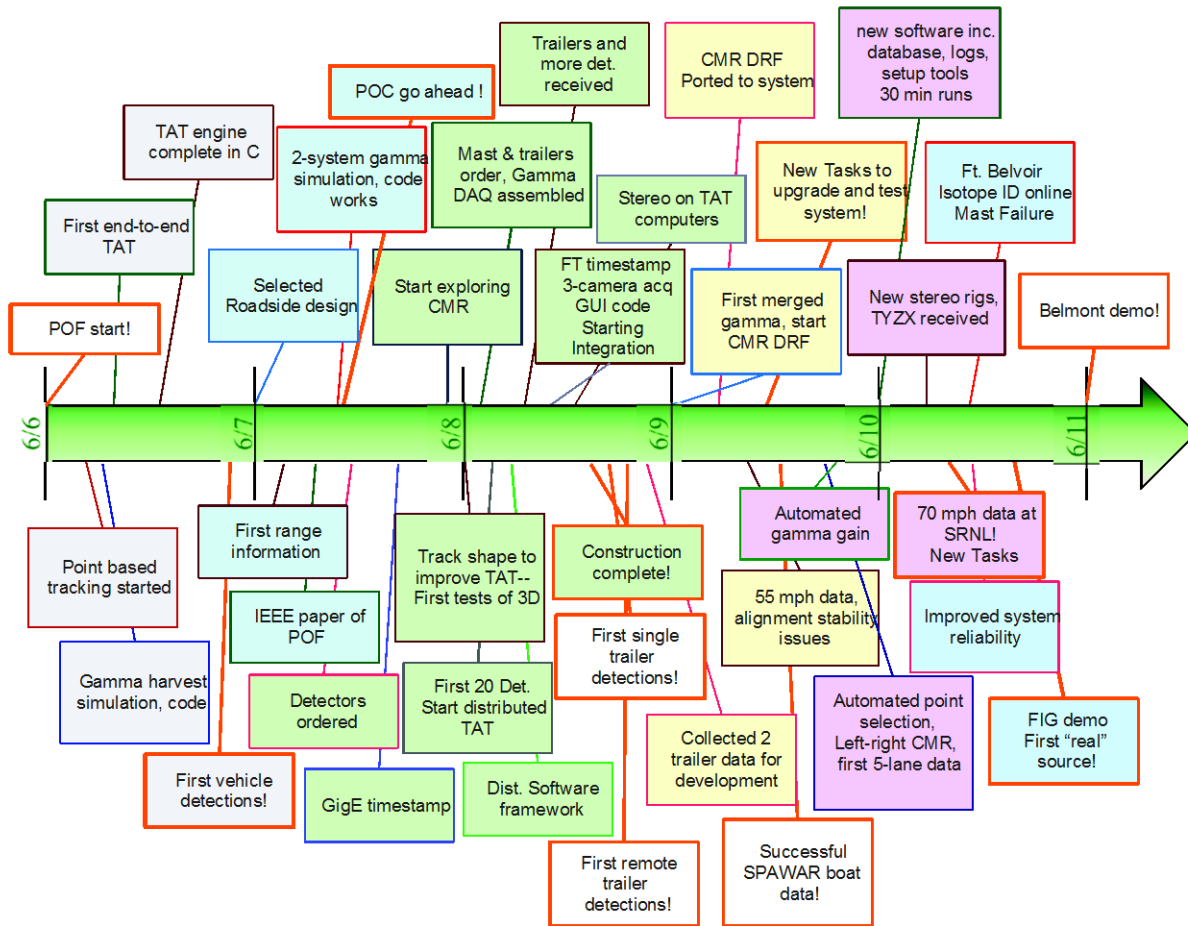 Trailers and
more det.
received
CMR DRF
Ported to system
new software inc.
database, logs,
setup tools
30 min runs
POC go ahead !
TAT engine
complete in C
2-system gamma
simulation, code
works
Mast & trailers
order, Gamma
DAQ assembled
New Tasks to
upgrade and test
system!
Ft. Belvoir
Isotope ID online
Mast Failure
First end-to-end
TAT
Stereo on TAT
computers
Selected
Roadside design
Start exploring
CMR
FT timestamp
3-camera acq
GUI code
Starting
Integration
First merged
gamma, start
CMR DRF
New stereo rigs,
TYZX received
Belmont demo!
POF start!
6/6
6/7
6/8
6/9
6/10
6/11
Point based
tracking started
First range
information
Track shape to
improve TAT--
First tests of 3D
Construction
complete!
Automated
gamma gain
70 mph data at
SRNL!
New Tasks
IEEE paper of
POF
55 mph data,
alignment stability
issues
Improved system
reliability
Gamma harvest
simulation, code
Detectors
ordered
First 20 Det.
Start distributed
TAT
First single
trailer
detections!
Automated point
selection,
Left-right CMR,
first 5-lane data
FIG demo
First “real”
source!
First vehicle
detections!
GigE timestamp
Dist. Software
framework
Collected 2
trailer data for
development
First remote
trailer
detections!
Successful
SPAWAR boat
data!